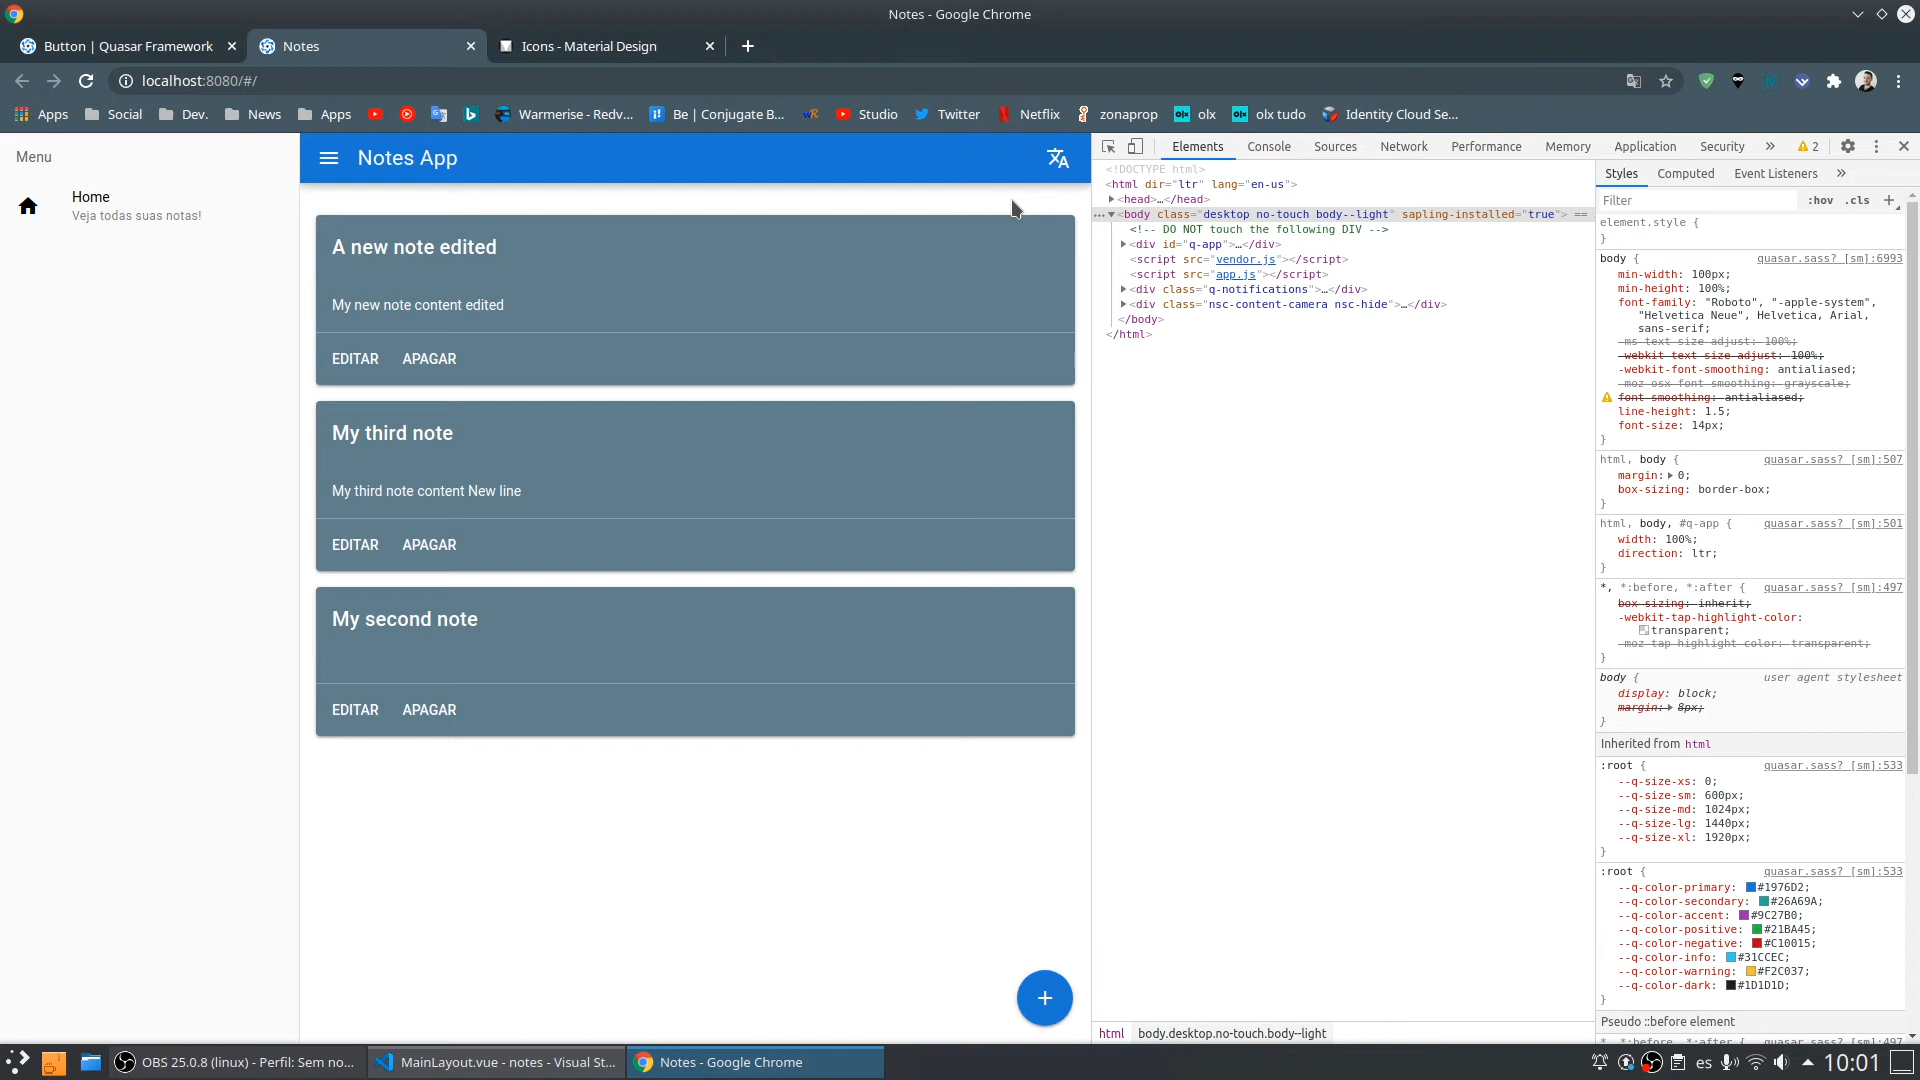 Notes - Google Chrome
Button | Quasar Framework
Notes
Icons - Material Design
localhost:8080/#/
Apps Social Dev. News Apps Warmerise - Redv... Be | Conjugate B... Studio Twitter Netflix zonaprop olx olx tudo Identity Cloud Se...
Menu
Home
Veja todas suas notas!
Notes App
A new note edited
My new note content edited
EDITAR APAGAR
My third note
My third note content New line
EDITAR APAGAR
My second note
EDITAR APAGAR
+
Elements Console Sources Network Performance Memory Application Security » 2
<!DOCTYPE html>
<html dir="ltr" lang="en-us">
<head>…</head>
<body class="desktop no-touch body--light" sapling-installed="true"> ==
<!-- DO NOT touch the following DIV -->
<div id="q-app">…</div>
<script src="vendor.js"></script>
<script src="app.js"></script>
<div class="q-notifications">…</div>
<div class="nsc-content-camera nsc-hide">…</div>
</body>
</html>
html body.desktop.no-touch.body--light
Styles Computed Event Listeners »
Filter :hov .cls +
element.style {
}
body { quasar.sass? [sm]:6993
min-width: 100px;
min-height: 100%;
font-family: "Roboto", "-apple-system",
"Helvetica Neue", Helvetica, Arial,
sans-serif;
-ms-text-size-adjust: 100%;
-webkit-text-size-adjust: 100%;
-webkit-font-smoothing: antialiased;
-moz-osx-font-smoothing: grayscale;
font-smoothing: antialiased;
line-height: 1.5;
font-size: 14px;
}
html, body { quasar.sass? [sm]:507
margin: 0;
box-sizing: border-box;
}
html, body, #q-app { quasar.sass? [sm]:501
width: 100%;
direction: ltr;
}
*, *:before, *:after { quasar.sass? [sm]:497
box-sizing: inherit;
-webkit-tap-highlight-color:
transparent;
-moz-tap-highlight-color: transparent;
}
body { user agent stylesheet
display: block;
margin: 8px;
}
Inherited from html
:root { quasar.sass? [sm]:533
--q-size-xs: 0;
--q-size-sm: 600px;
--q-size-md: 1024px;
--q-size-lg: 1440px;
--q-size-xl: 1920px;
}
:root { quasar.sass? [sm]:533
--q-color-primary: #1976D2;
--q-color-secondary: #26A69A;
--q-color-accent: #9C27B0;
--q-color-positive: #21BA45;
--q-color-negative: #C10015;
--q-color-info: #31CCEC;
--q-color-warning: #F2C037;
--q-color-dark: #1D1D1D;
}
Pseudo ::before element
*, *:before, *:after { quasar.sass? [sm]:497
OBS 25.0.8 (linux) - Perfil: Sem no...
MainLayout.vue - notes - Visual St...
Notes - Google Chrome
es 10:01